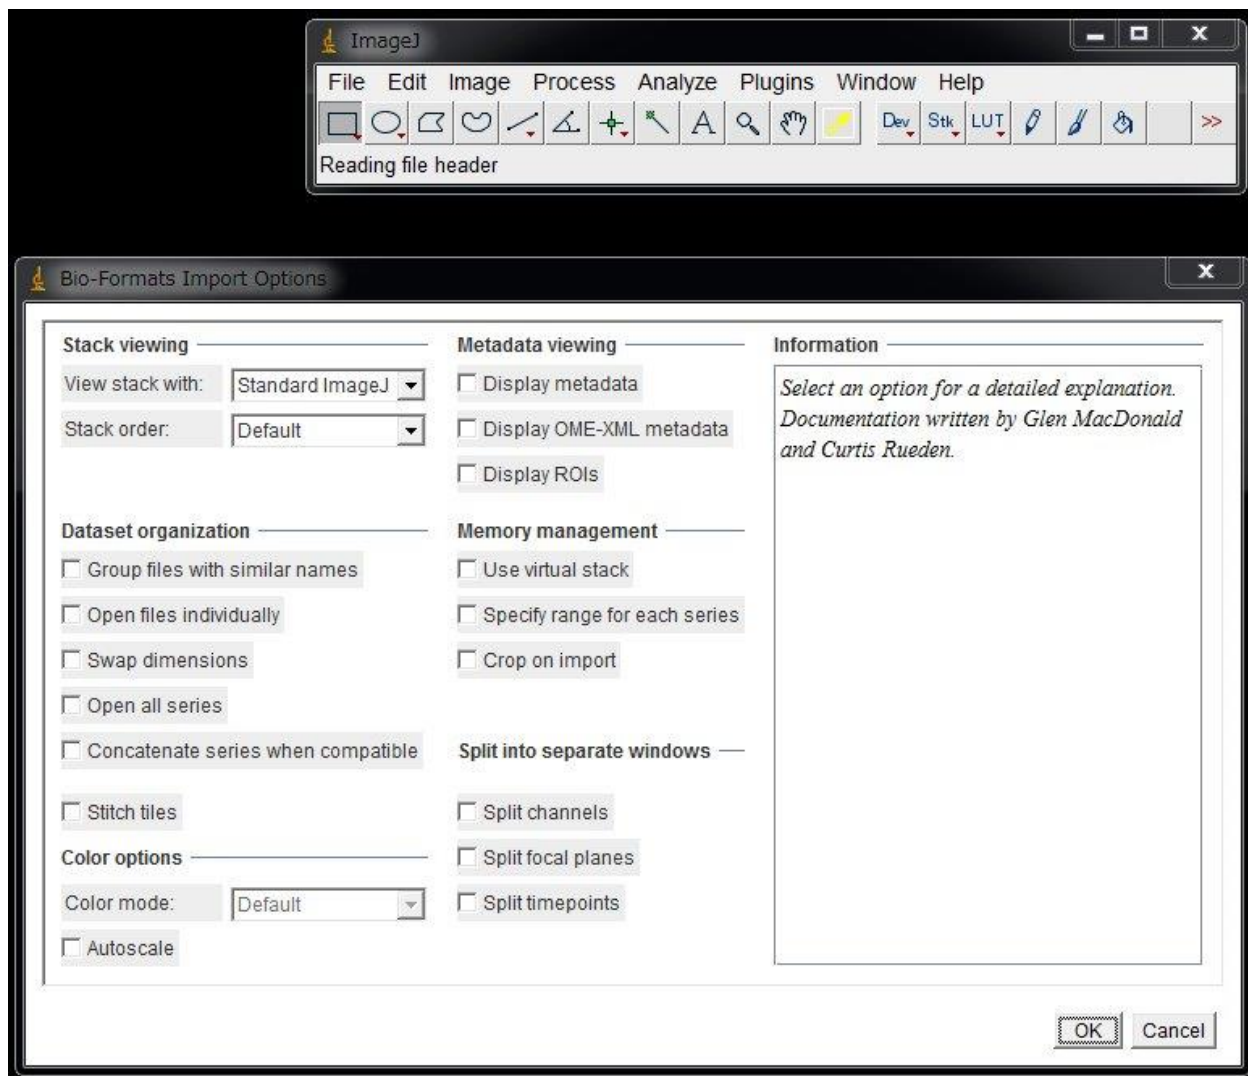 ImageJ
File Edit Image Process Analyze Plugins Window Help
A Dev Stk LUT >>
Reading file header
Bio-Formats Import Options
Stack viewing
View stack with: Standard ImageJ
Stack order: Default
Metadata viewing
Display metadata
Display OME-XML metadata
Display ROIs
Information
Select an option for a detailed explanation.
Documentation written by Glen MacDonald
and Curtis Rueden.
Dataset organization
Group files with similar names
Open files individually
Swap dimensions
Open all series
Concatenate series when compatible
Stitch tiles
Memory management
Use virtual stack
Specify range for each series
Crop on import
Color options
Color mode: Default
Autoscale
Split into separate windows
Split channels
Split focal planes
Split timepoints
OK Cancel